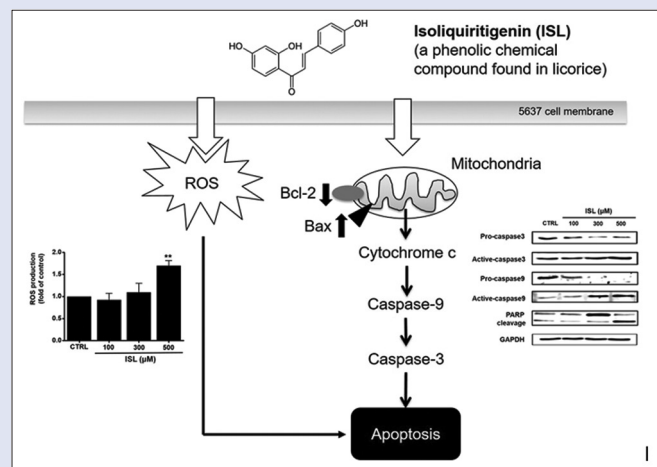 Isoliquiritigenin (ISL)
(a phenolic chemical
compound found in licorice)
OH
HO
OH
O
5637 cell membrane
ROS
Mitochondria
Bcl-2
Bax
Cytochrome c
Caspase-9
Caspase-3
Apoptosis
ROS production
(fold of control)
2.0
1.5
1.0
0.5
0.0
**
CTRL 100 300 500
ISL (μM)
ISL (μM)
CTRL 100 300 500
Pro-caspase3
Active-caspase3
Pro-caspase9
Active-caspase9
PARP
cleavage
GAPDH
I